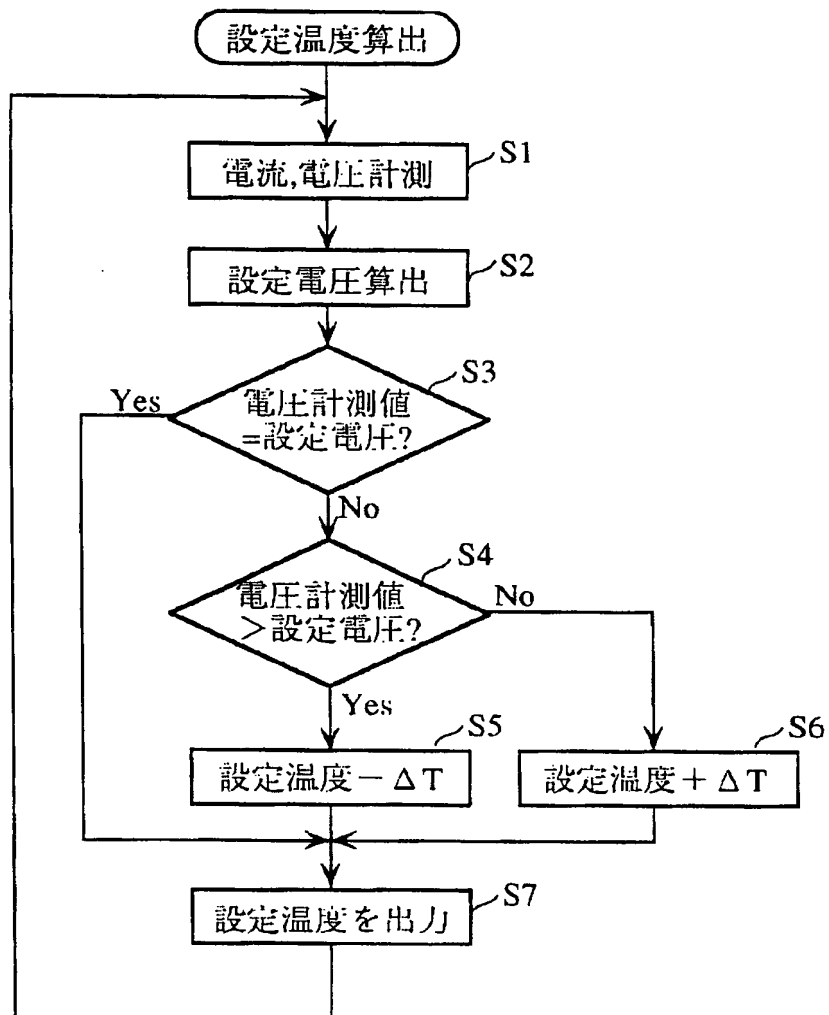 設定温度算出
電流,電圧計測
S1
設定電圧算出
S2
電圧計測値
=設定電圧?
S3
Yes
No
電圧計測値
>設定電圧?
S4
No
Yes
設定温度－ΔT
S5
設定温度＋ΔT
S6
設定温度を出力
S7